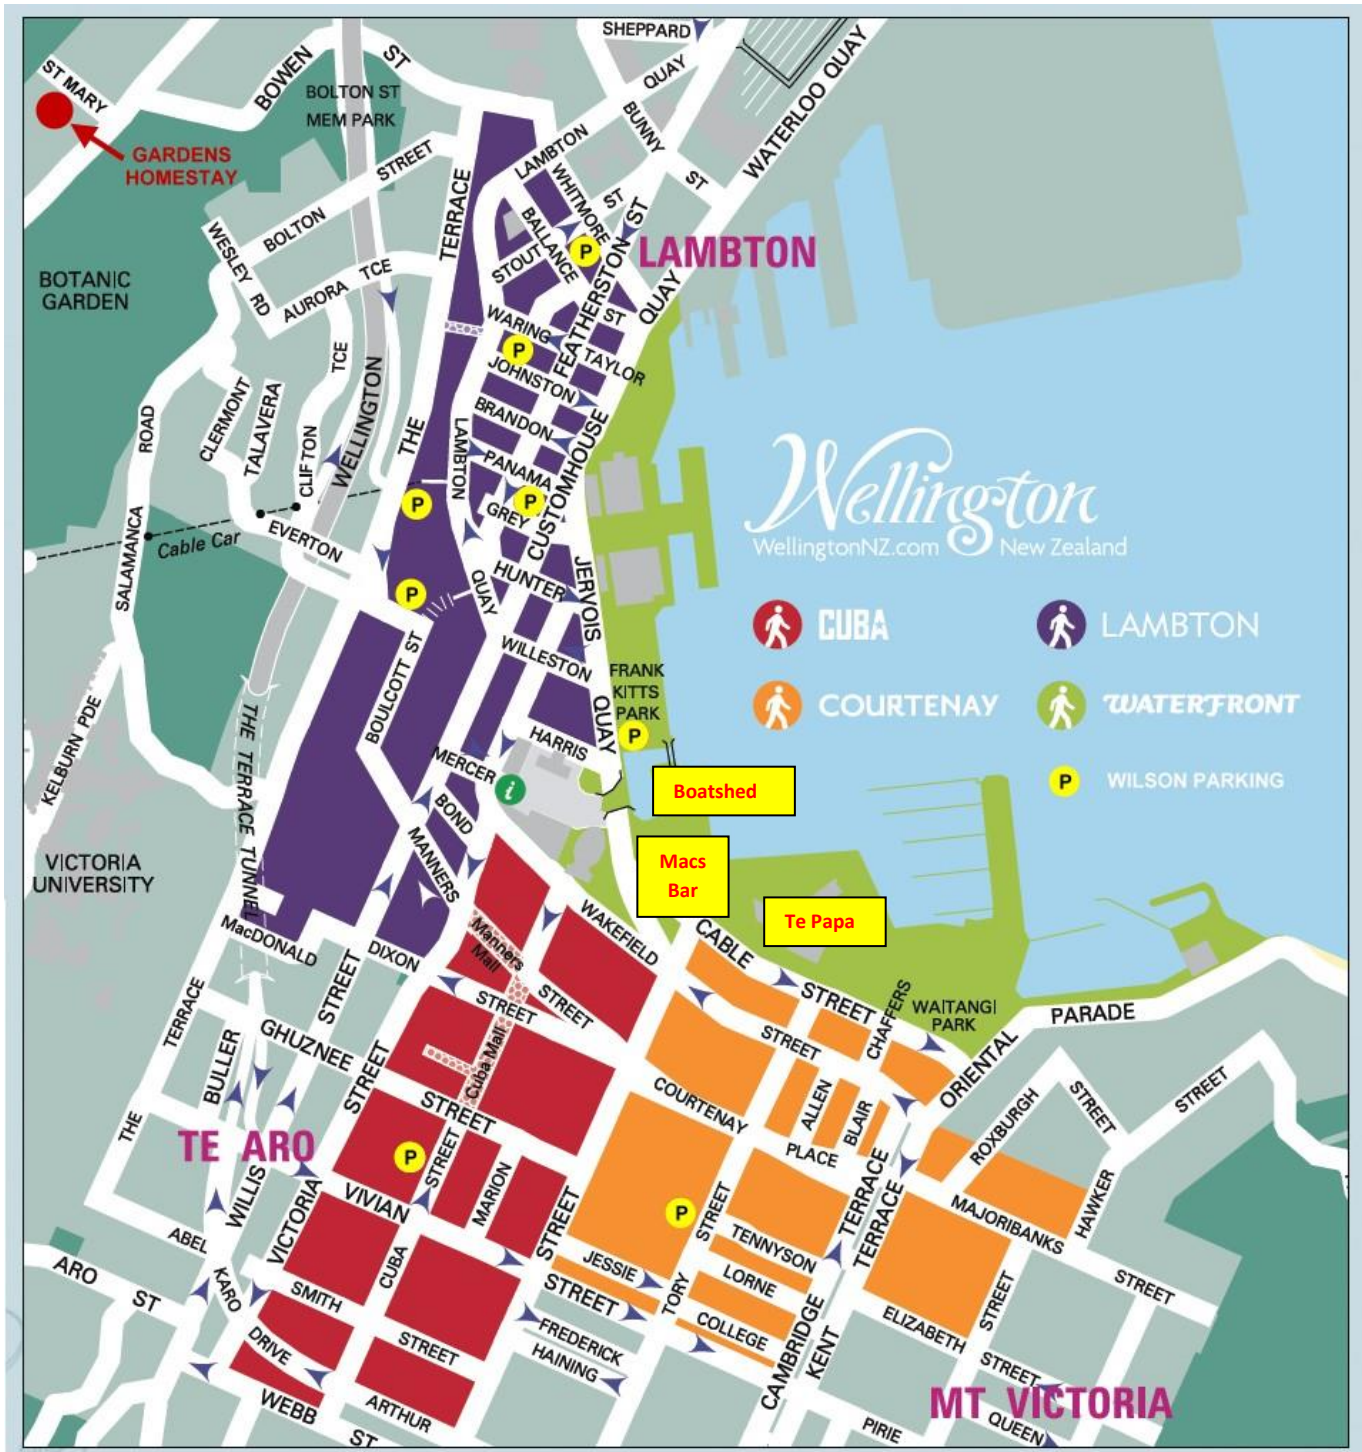 SHEPPARD
ST MARY
BOWEN
ST
QUAY
WATERLOO QUAY
BOLTON ST
MEM PARK
BUNNY
ST
GARDENS
HOMESTAY
STREET
LAMBTON
WHITMORE
ST
TERRACE
BOLTON
WESLEY RD
BALLANCE
STOUT
FEATHERSTON ST
P
LAMBTON
BOTANIC
GARDEN
AURORA TCE
QUAY
WARING
ST
TAYLOR
P
JOHNSTON
TCE
WELLINGTON
CLERMONT
TALAVERA
CLIFTON
ROAD
THE
LAMBTON
BRANDON
PANAMA
CUSTOMHOUSE
GREY
P
P
Wellington
WellingtonNZ.com
New Zealand
SALAMANCA
Cable Car
EVERTON
HUNTER
JERVOIS
QUAY
P
CUBA
LAMBTON
COURTENAY
WATERFRONT
P
WILSON PARKING
BOULCOTT ST
WILLESTON
FRANK
KITTS
PARK
P
QUAY
HARRIS
KELBURN PDE
THE TERRACE TUNNEL
MERCER
i
BOND
MANNERS
Boatshed
Macs
Bar
Te Papa
VICTORIA
UNIVERSITY
MacDONALD
DIXON
Manners
Mall
WAKEFIELD
CABLE
STREET
STREET
STREET
STREET
STREET
CHAFFERS
WAITANGI
PARK
ORIENTAL
PARADE
TERRACE
BULLER
GHUZNEE
STREET
STREET
Cuba Mall
COURTENAY
PLACE
ALLEN
BLAIR
ROXBURGH
STREET
STREET
THE
TE ARO
WILLIS
VICTORIA
P
VIVIAN
STREET
MARION
STREET
P
STREET
TERRACE
TERRACE
MAJORIBANKS
STREET
HAWKER
ABEL
SMITH
STREET
ARO
ST
KARO
DRIVE
CUBA
JESSIE
STREET
TORY
TENNYSON
LORNE
COLLEGE
FREDERICK
HAINING
CAMBRIDGE
KENT
ELIZABETH
STREET
STREET
MT VICTORIA
WEBB
ST
ARTHUR
PIRIE
QUEEN